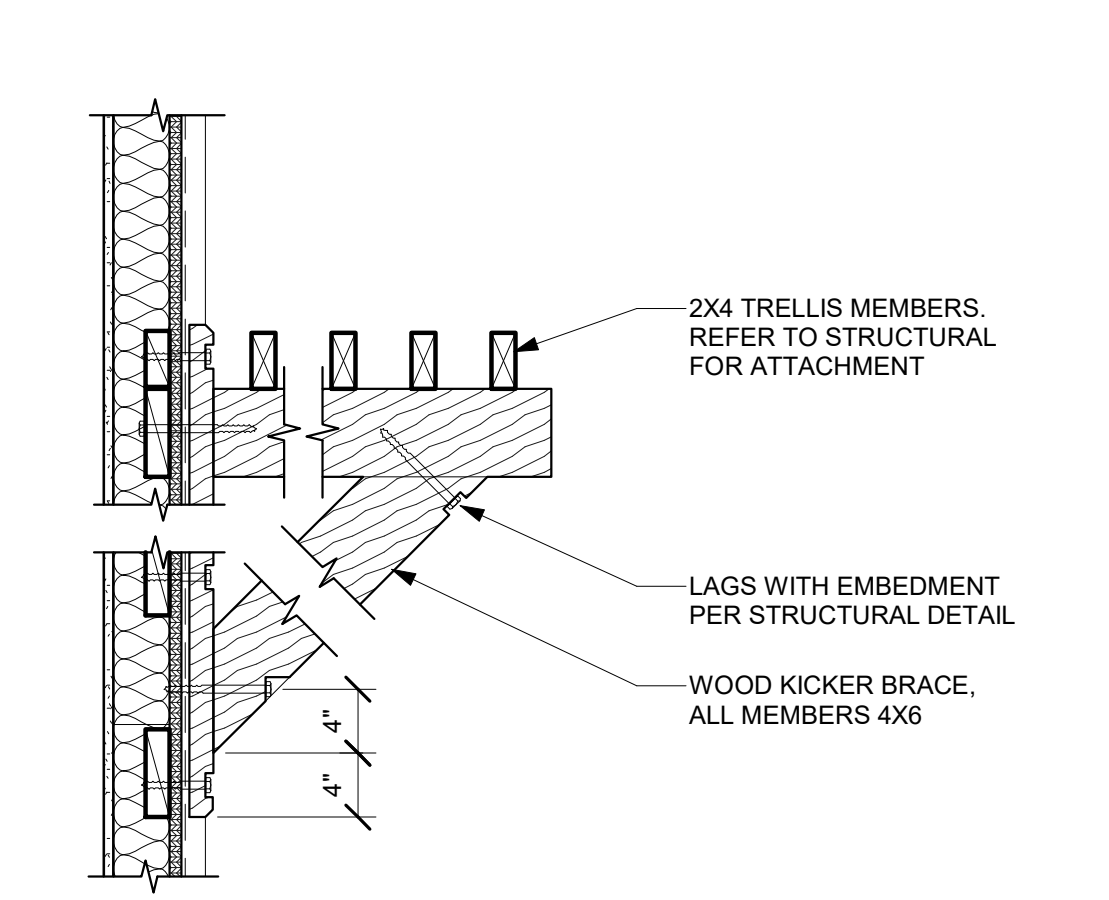 2X4 TRELLIS MEMBERS.
REFER TO STRUCTURAL
FOR ATTACHMENT
LAGS WITH EMBEDMENT
PER STRUCTURAL DETAIL
WOOD KICKER BRACE,
ALL MEMBERS 4X6
4"
4"